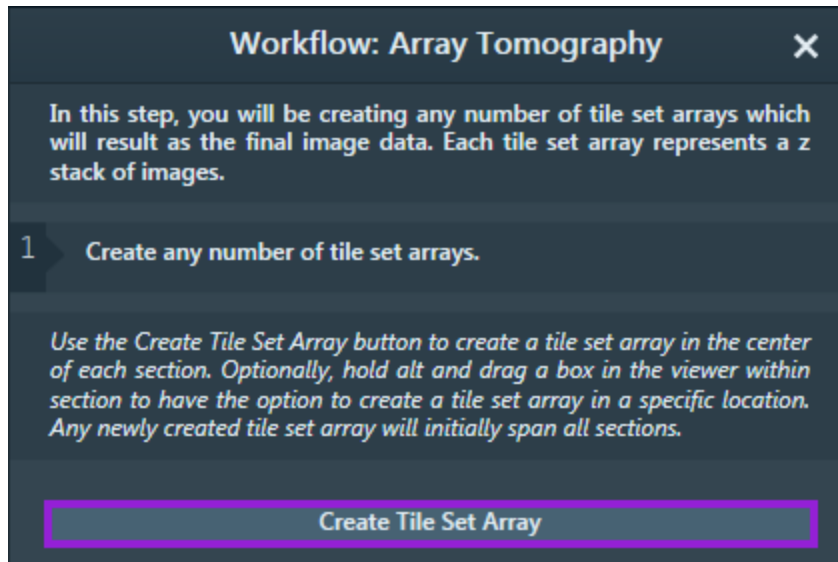 Workflow: Array Tomography
In this step, you will be creating any number of tile set arrays which
will result as the final image data. Each tile set array represents a z
stack of images.
1 Create any number of tile set arrays.
Use the Create Tile Set Array button to create a tile set array in the center
of each section. Optionally, hold alt and drag a box in the viewer within
section to have the option to create a tile set array in a specific location.
Any newly created tile set array will initially span all sections.
Create Tile Set Array